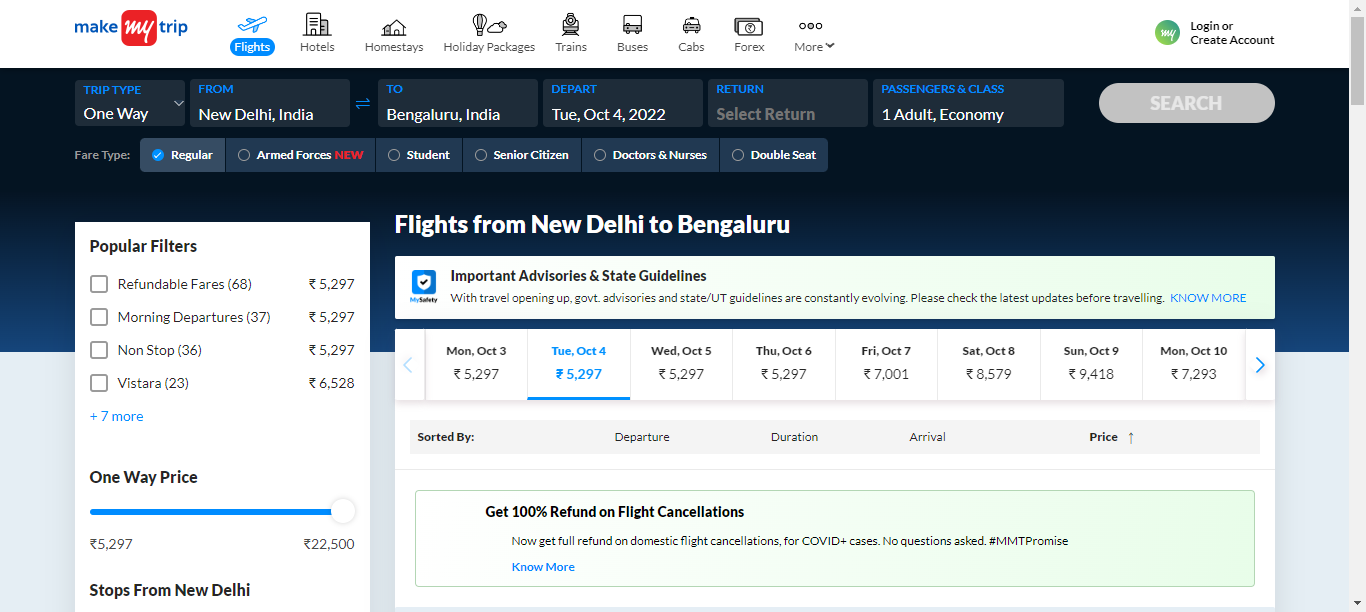 make my trip
Flights
Hotels
Homestays
Holiday Packages
Trains
Buses
Cabs
Forex
More
my
Login or
Create Account
TRIP TYPE
One Way
FROM
New Delhi, India
TO
Bengaluru, India
DEPART
Tue, Oct 4, 2022
RETURN
Select Return
PASSENGERS & CLASS
1 Adult, Economy
SEARCH
Fare Type:
Regular
Armed Forces NEW
Student
Senior Citizen
Doctors & Nurses
Double Seat
Popular Filters
Refundable Fares (68) ₹ 5,297
Morning Departures (37) ₹ 5,297
Non Stop (36) ₹ 5,297
Vistara (23) ₹ 6,528
+ 7 more
One Way Price
₹5,297 ₹22,500
Stops From New Delhi
Flights from New Delhi to Bengaluru
MySafety
Important Advisories & State Guidelines
With travel opening up, govt. advisories and state/UT guidelines are constantly evolving. Please check the latest updates before travelling. KNOW MORE
Mon, Oct 3
₹ 5,297
Tue, Oct 4
₹ 5,297
Wed, Oct 5
₹ 5,297
Thu, Oct 6
₹ 5,297
Fri, Oct 7
₹ 7,001
Sat, Oct 8
₹ 8,579
Sun, Oct 9
₹ 9,418
Mon, Oct 10
₹ 7,293
Sorted By: Departure Duration Arrival Price ↑
Get 100% Refund on Flight Cancellations
Now get full refund on domestic flight cancellations, for COVID+ cases. No questions asked. #MMTPromise
Know More